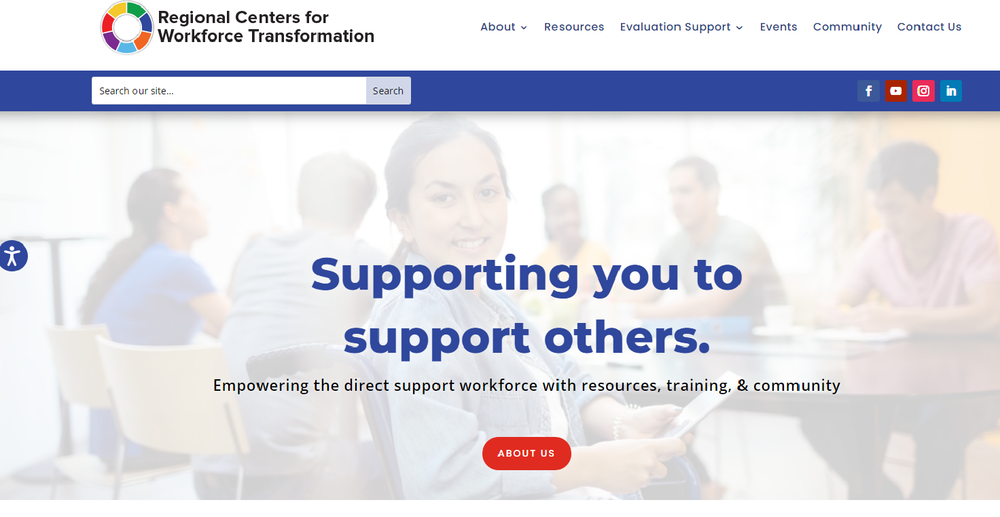 Regional Centers for
Workforce Transformation
About Resources Evaluation Support Events Community Contact Us
Search our site... Search
f in
Supporting you to
support others.
Empowering the direct support workforce with resources, training, & community
ABOUT US